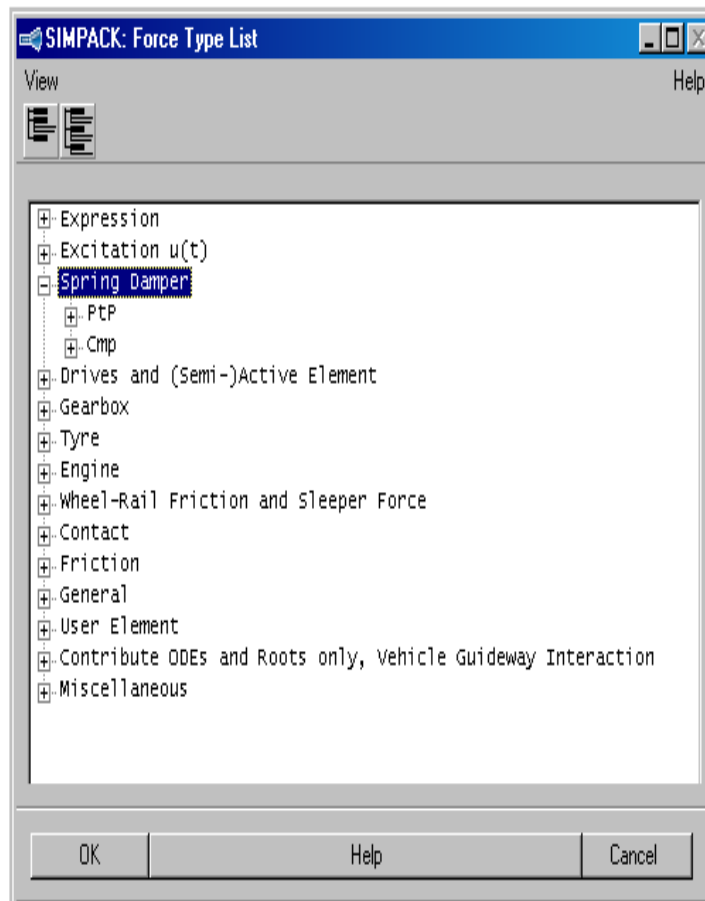 SIMPACK: Force Type List
View Help
Expression
Excitation u(t)
Spring Damper
PtP
Cmp
Drives and (Semi-)Active Element
Gearbox
Tyre
Engine
Wheel-Rail Friction and Sleeper Force
Contact
Friction
General
User Element
Contribute ODEs and Roots only, Vehicle Guideway Interaction
Miscellaneous
OK Help Cancel